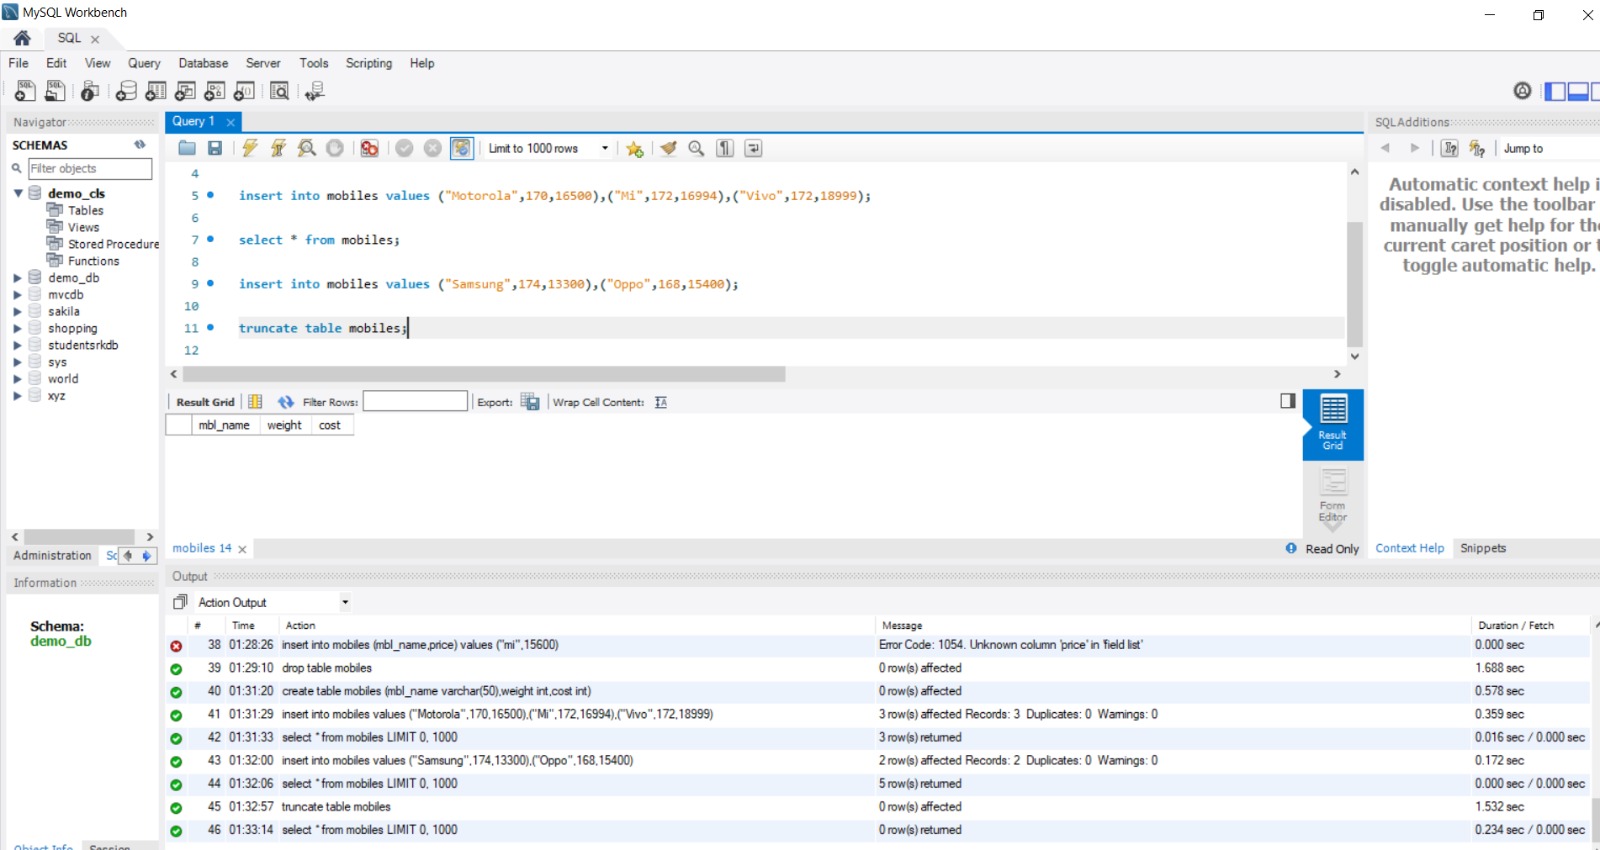 MySQL Workbench
SQL
File Edit View Query Database Server Tools Scripting Help
Navigator
SCHEMAS
Filter objects
demo_cls
Tables
Views
Stored Procedure
Functions
demo_db
mvcdb
sakila
shopping
studentsrkdb
sys
world
xyz
Administration Sc
Information
Schema:
demo_db
Object Info Session
Query 1
Limit to 1000 rows
4
5 insert into mobiles values ("Motorola",170,16500),("Mi",172,16994),("Vivo",172,18999);
6
7 select * from mobiles;
8
9 insert into mobiles values ("Samsung",174,13300),("Oppo",168,15400);
10
11 truncate table mobiles;
12
Result Grid Filter Rows: Export: Wrap Cell Content:
mbl_name weight cost
Result
Grid
Form
Editor
mobiles 14
Read Only
SQLAdditions
Jump to
Automatic context help i
disabled. Use the toolbar
manually get help for the
current caret position or t
toggle automatic help.
Context Help Snippets
Output
Action Output
# Time Action Message Duration / Fetch
38 01:28:26 insert into mobiles (mbl_name,price) values ("mi",15600) Error Code: 1054. Unknown column 'price' in 'field list' 0.000 sec
39 01:29:10 drop table mobiles 0 row(s) affected 1.688 sec
40 01:31:20 create table mobiles (mbl_name varchar(50),weight int,cost int) 0 row(s) affected 0.578 sec
41 01:31:29 insert into mobiles values ("Motorola",170,16500),("Mi",172,16994),("Vivo",172,18999) 3 row(s) affected Records: 3 Duplicates: 0 Warnings: 0 0.359 sec
42 01:31:33 select * from mobiles LIMIT 0, 1000 3 row(s) returned 0.016 sec / 0.000 sec
43 01:32:00 insert into mobiles values ("Samsung",174,13300),("Oppo",168,15400) 2 row(s) affected Records: 2 Duplicates: 0 Warnings: 0 0.172 sec
44 01:32:06 select * from mobiles LIMIT 0, 1000 5 row(s) returned 0.000 sec / 0.000 sec
45 01:32:57 truncate table mobiles 0 row(s) affected 1.532 sec
46 01:33:14 select * from mobiles LIMIT 0, 1000 0 row(s) returned 0.234 sec / 0.000 sec